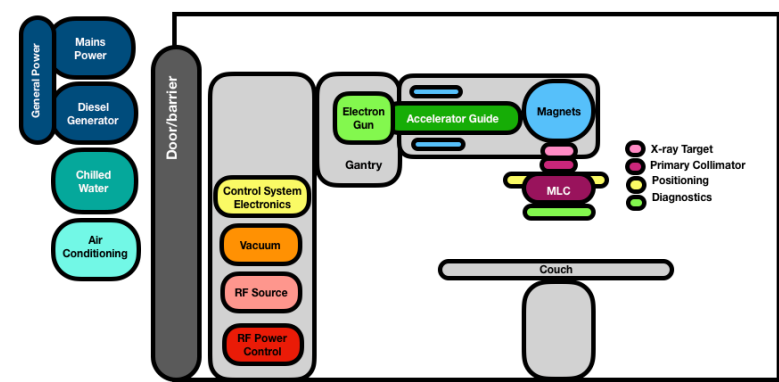 General Power
Mains
Power
Diesel
Generator
Chilled
Water
Air
Conditioning
Door/barrier
Control System
Electronics
Vacuum
RF Source
RF Power
Control
Electron
Gun
Gantry
Accelerator Guide
Magnets
MLC
X-ray Target
Primary Collimator
Positioning
Diagnostics
Couch